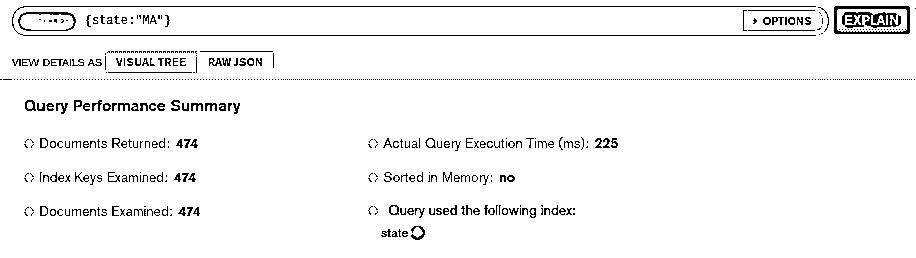 {state:"MA"} OPTIONS EXPLAIN
VIEW DETAILS AS VISUAL TREE RAW JSON
Query Performance Summary
Documents Returned: 474 Actual Query Execution Time (ms): 225
Index Keys Examined: 474 Sorted in Memory: no
Documents Examined: 474 Query used the following index:
state